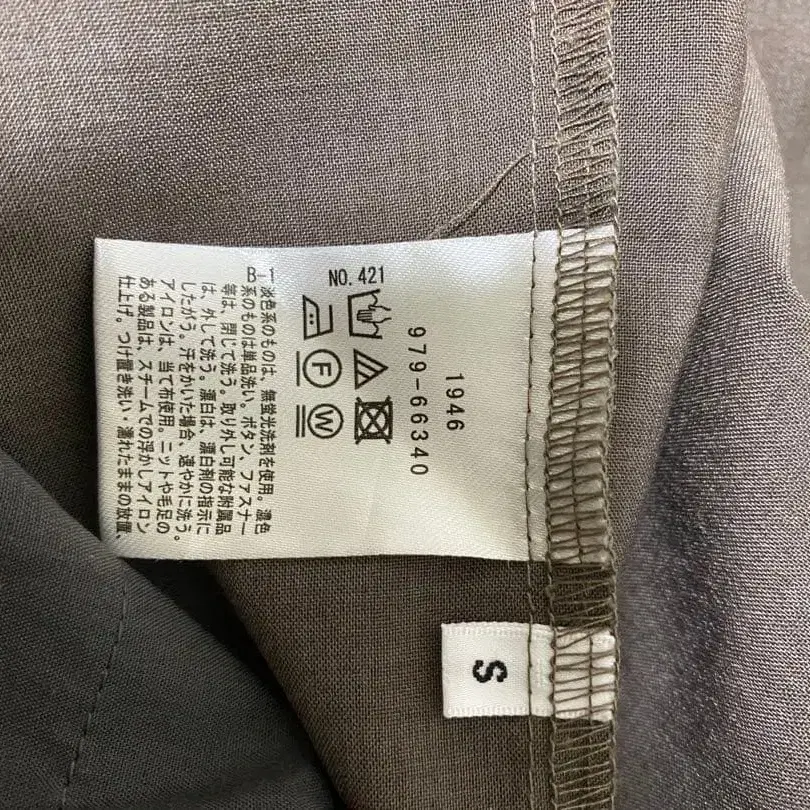 1946
979-66340
NO. 421
F
W
B-T
淡色系のものは、無蛍光洗剤を使用。濃色
系のものは単品洗い。ボタン、ファスナー
等は、閉じて洗う。取り外し可能な附属品
は、外して洗う。漂白は、漂白剤の指示に
したがう。汗をかいた場合、速やかに洗う。
アイロンは、当て布使用。ニットや毛足の
ある製品は、スチームでの浮かしアイロン
仕上げ。つけ置き洗い・濡れたままの放置、
S